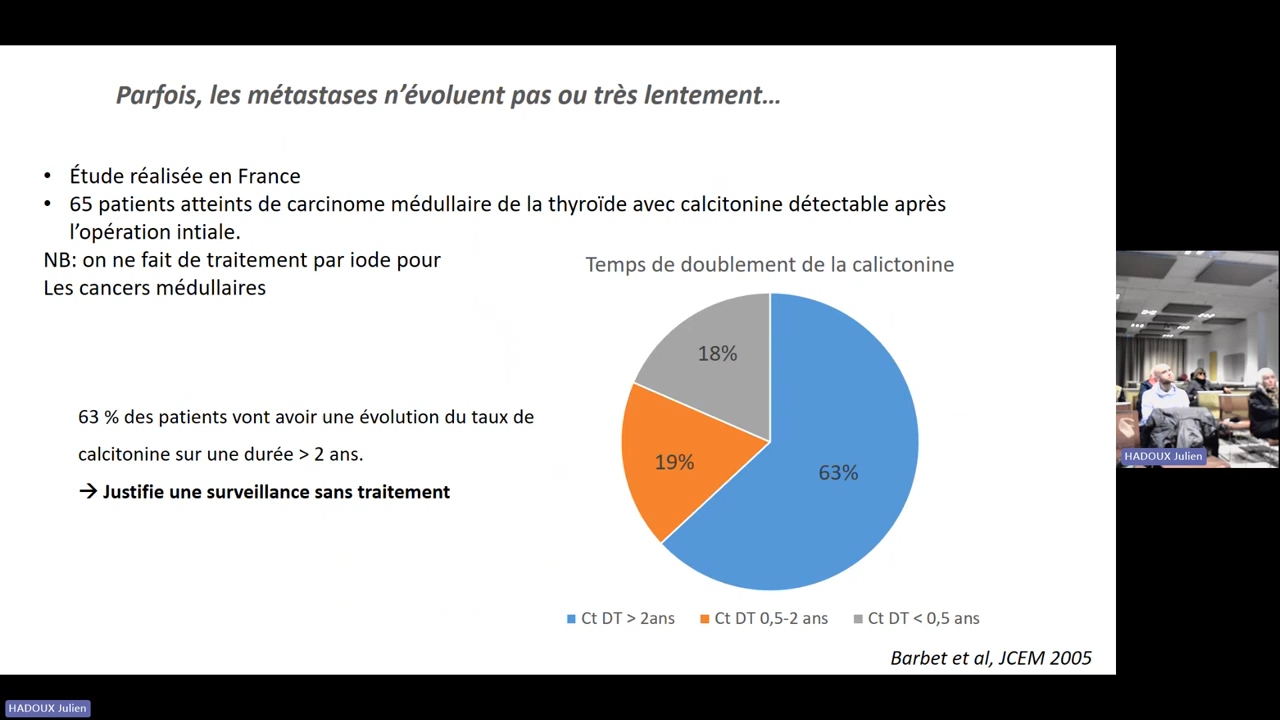 Parfois, les métastases n’évoluent pas ou très lentement…
• Étude réalisée en France
• 65 patients atteints de carcinome médullaire de la thyroïde avec calcitonine détectable après
l’opération intiale.
NB: on ne fait de traitement par iode pour
Les cancers médullaires
Temps de doublement de la calictonine
18%
19%
63%
63 % des patients vont avoir une évolution du taux de
calcitonine sur une durée > 2 ans.
→ Justifie une surveillance sans traitement
Ct DT > 2ans
Ct DT 0,5-2 ans
Ct DT < 0,5 ans
Barbet et al, JCEM 2005
HADOUX Julien
HADOUX Julien